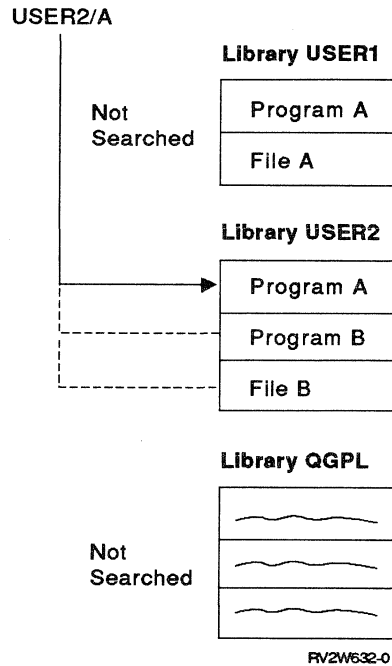 USER2/A
Library USER1
Not
Searched
Program A
File A
Library USER2
Program A
Program B
File B
Library QGPL
Not
Searched
RV2W632-0